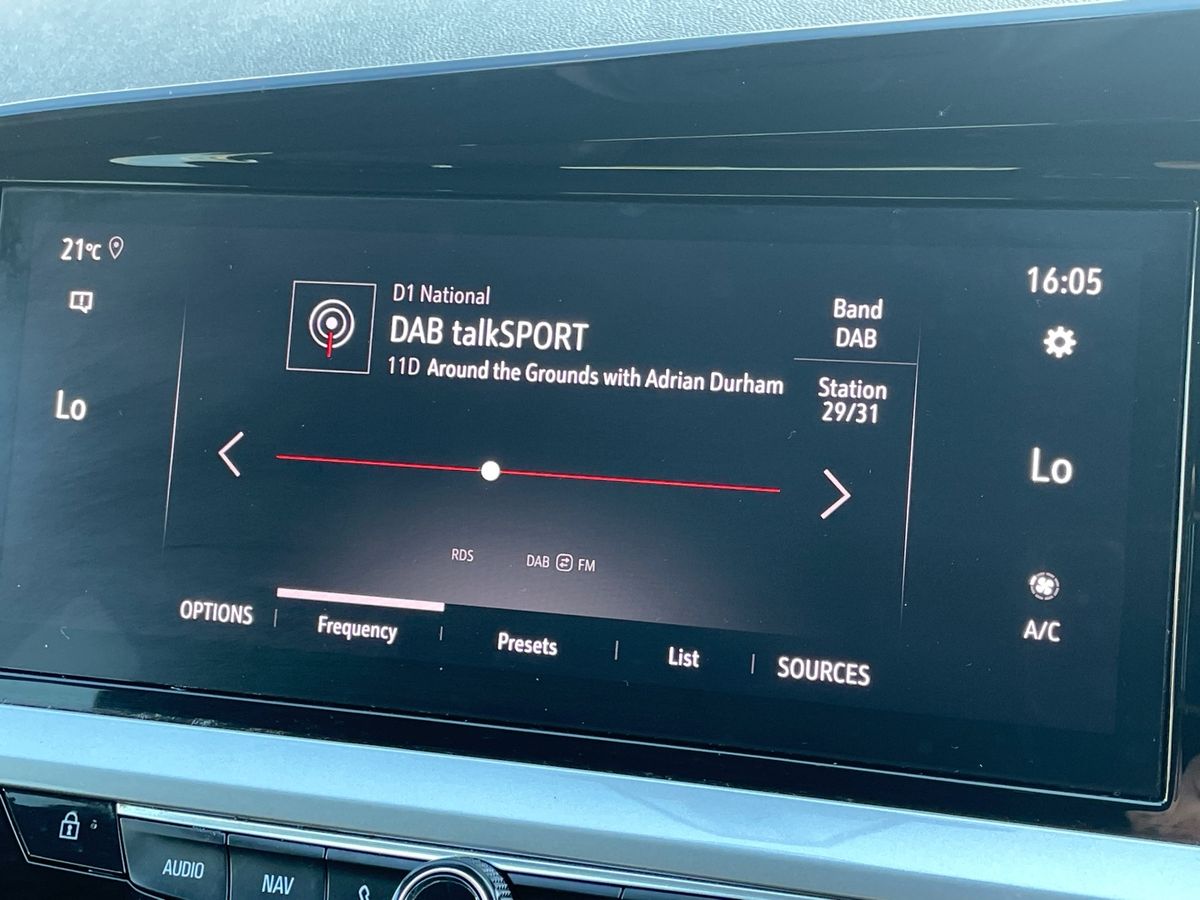 21°C
16:05
D1 National
DAB talkSPORT
11D Around the Grounds with Adrian Durham
Band
DAB
Station
29/31
Lo
Lo
RDS
DAB FM
A/C
OPTIONS
Frequency
Presets
List
SOURCES
AUDIO
NAV